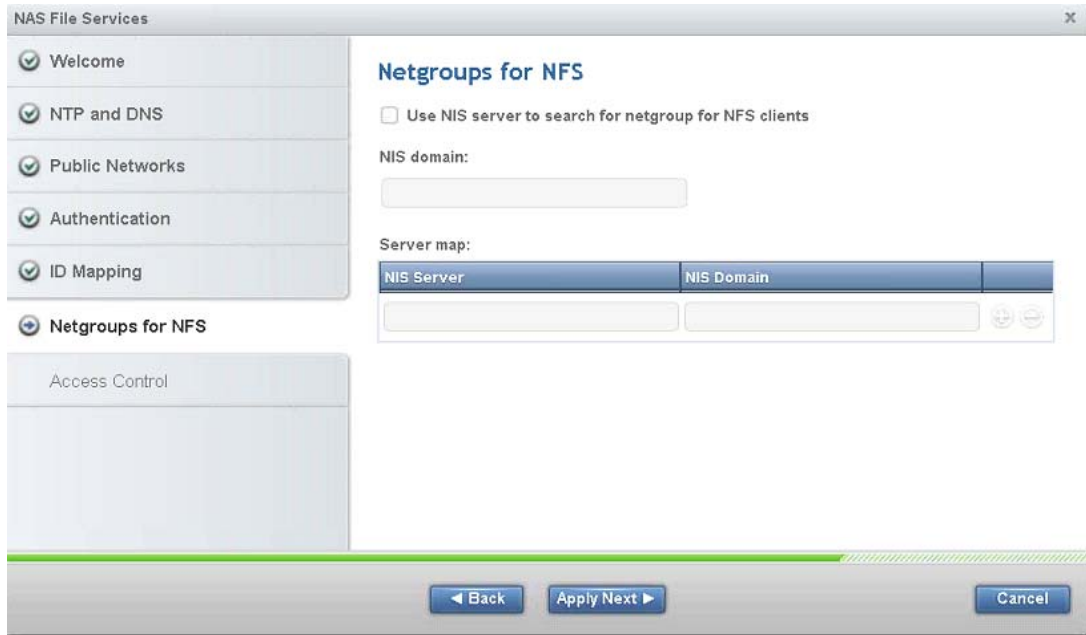 NAS File Services
x
Welcome
NTP and DNS
Public Networks
Authentication
ID Mapping
Netgroups for NFS
Access Control
Netgroups for NFS
Use NIS server to search for netgroup for NFS clients
NIS domain:
Server map:
NIS Server NIS Domain
Back Apply Next Cancel